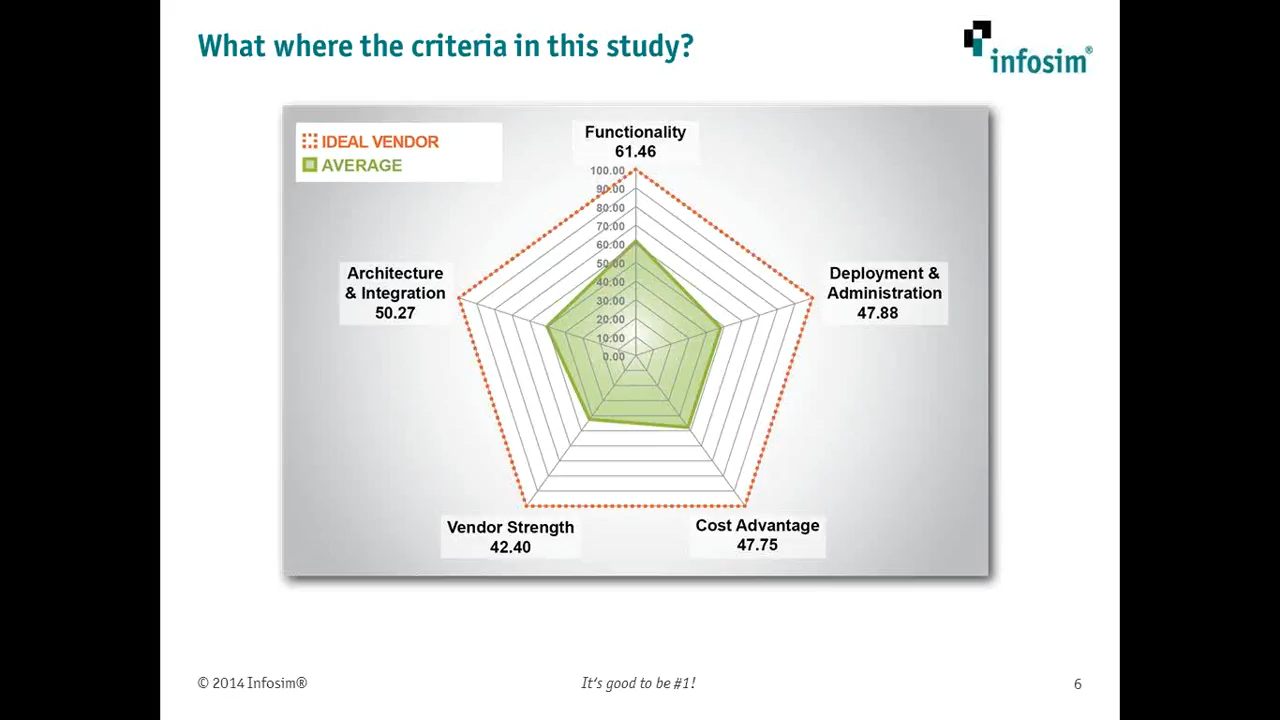 What where the criteria in this study?
infosim®
IDEAL VENDOR
AVERAGE
Functionality
61.46
100.00
90.00
80.00
70.00
60.00
50.00
40.00
30.00
20.00
10.00
0.00
Architecture
& Integration
50.27
Deployment &
Administration
47.88
Vendor Strength
42.40
Cost Advantage
47.75
© 2014 Infosim®
It's good to be #1!
6